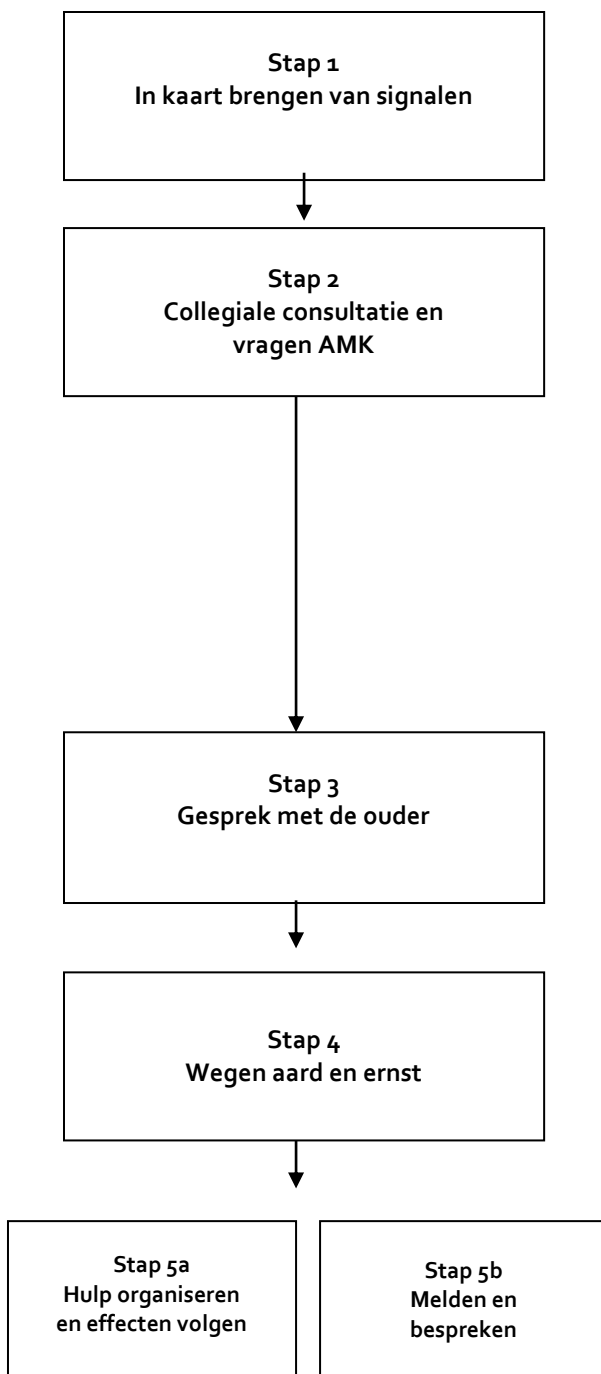 Stap 1
In kaart brengen van signalen
Stap 2
Collegiale consultatie en
vragen AMK
Stap 3
Gesprek met de ouder
Stap 4
Wegen aard en ernst
Stap 5a
Hulp organiseren
en effecten volgen
Stap 5b
Melden en
bespreken